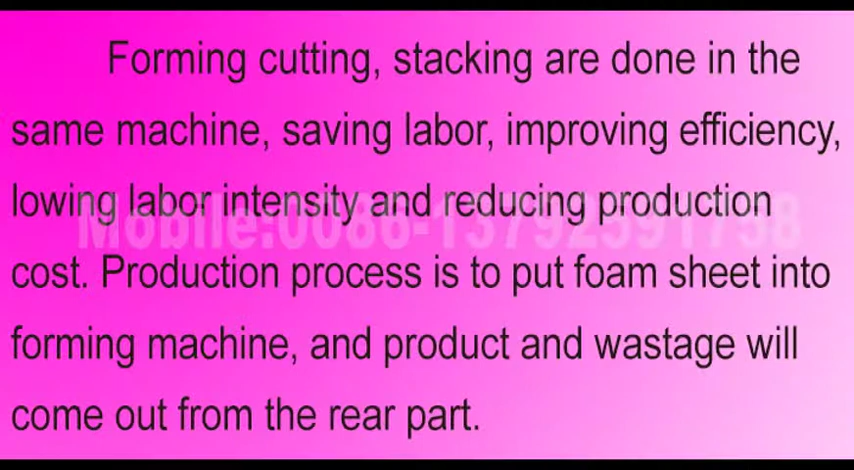 Forming cutting, stacking are done in the
same machine, saving labor, improving efficiency,
lowing labor intensity and reducing production
Mobile:0086-13792591758
cost. Production process is to put foam sheet into
forming machine, and product and wastage will
come out from the rear part.